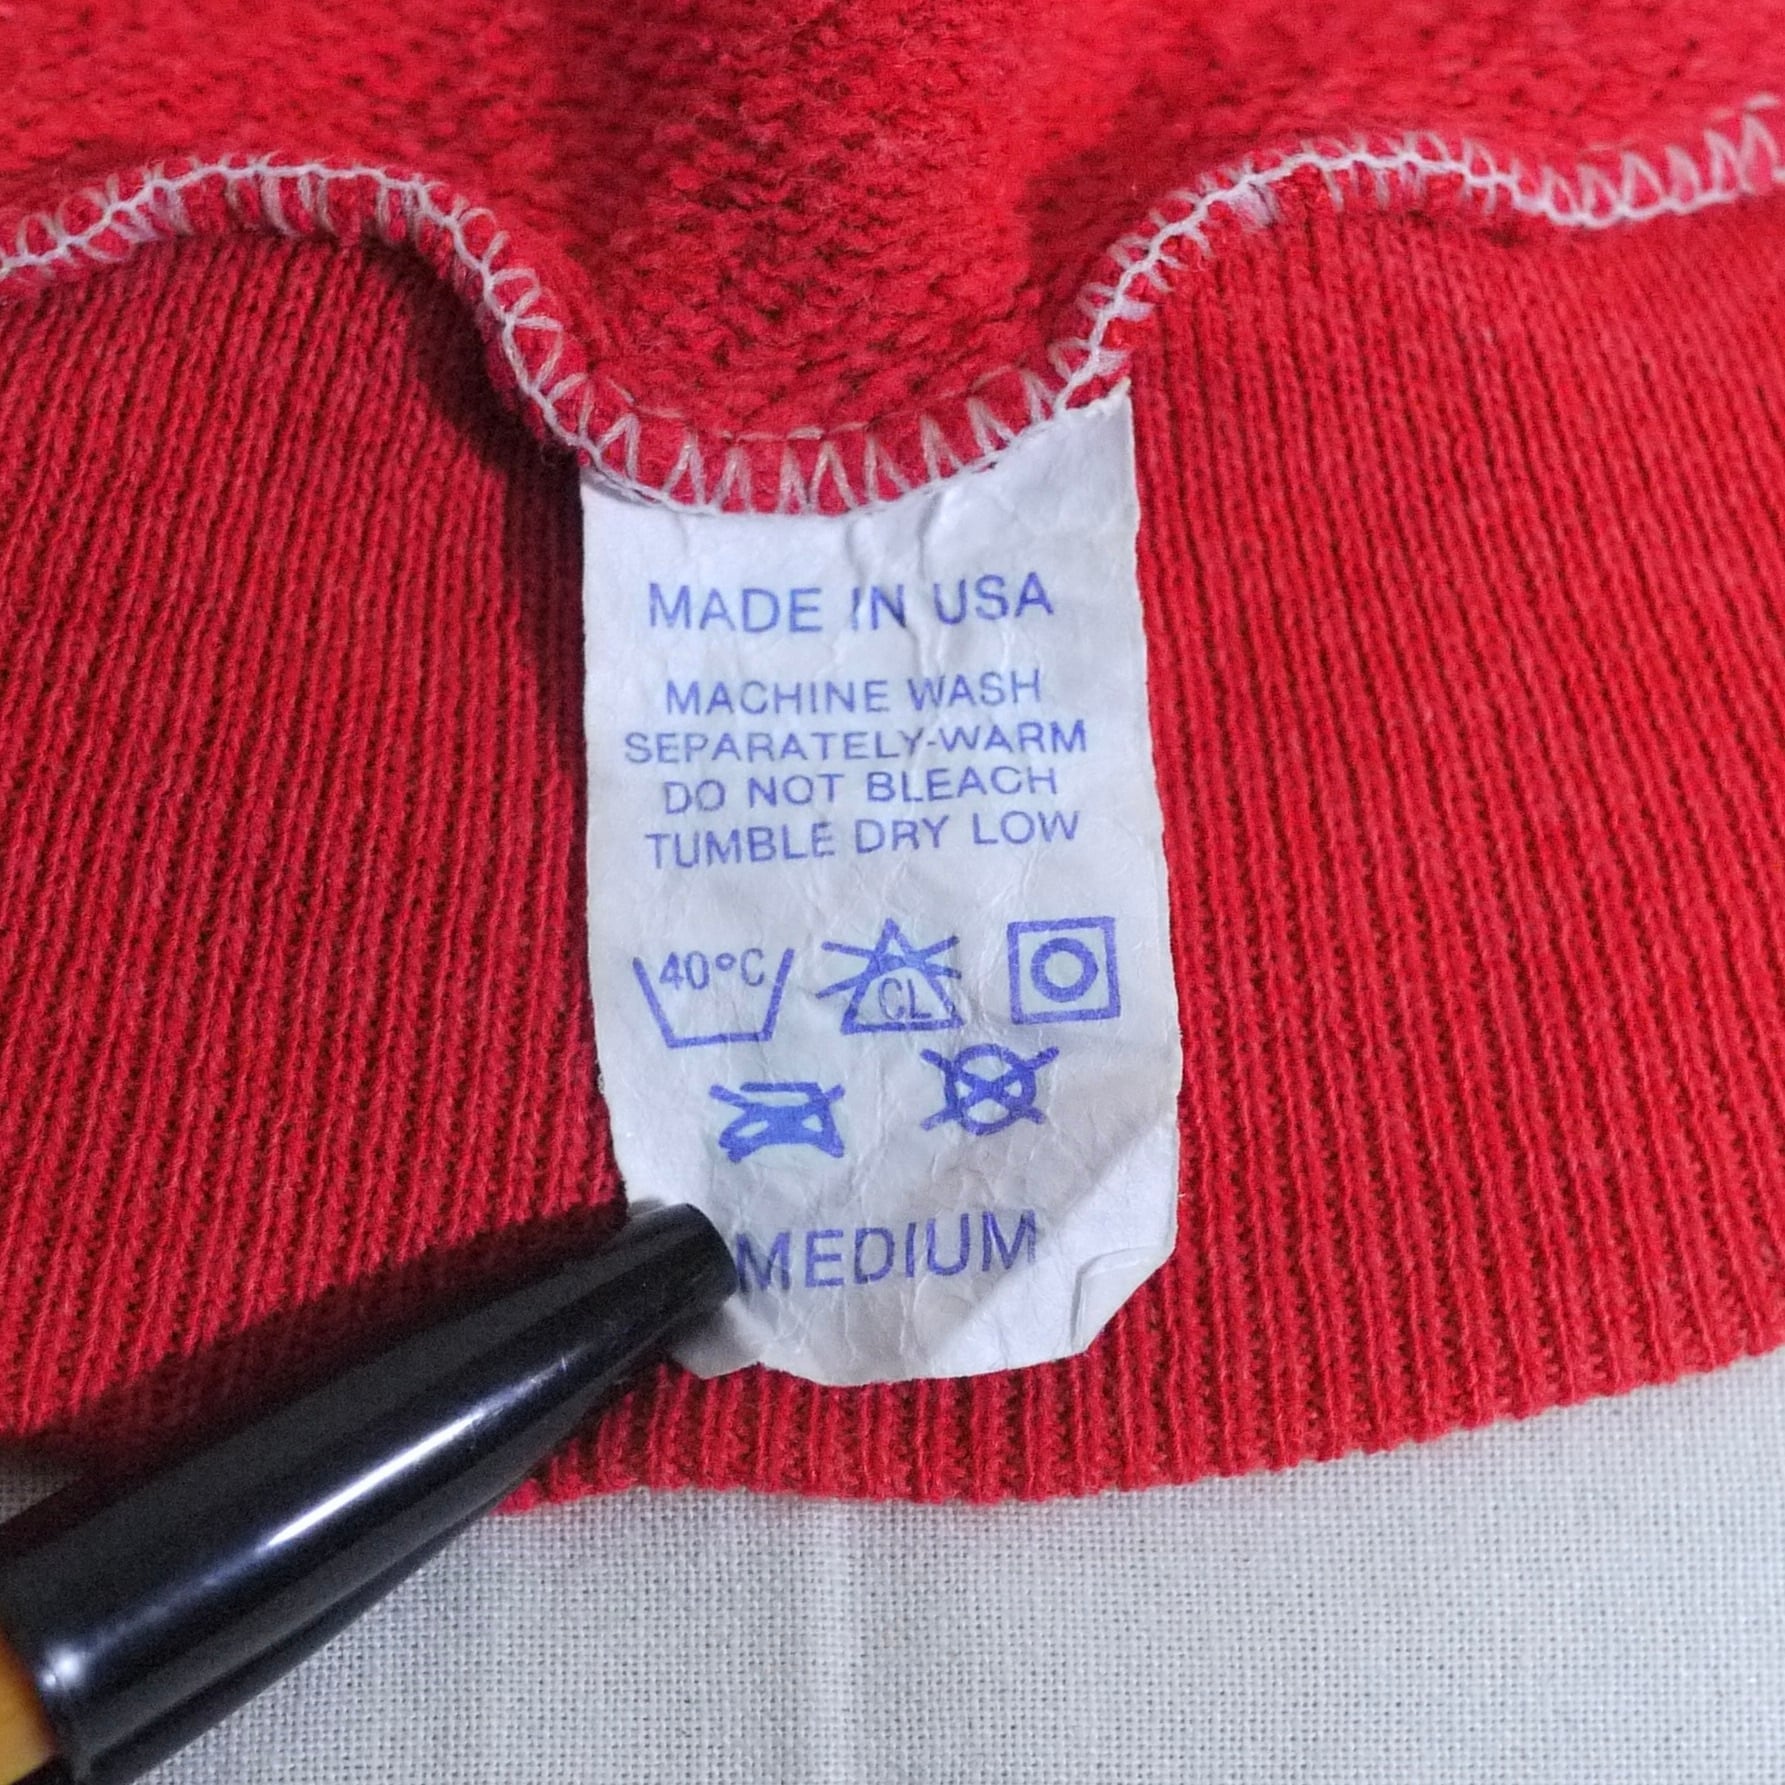 MADE IN USA
MACHINE WASH
SEPARATELY-WARM
DO NOT BLEACH
TUMBLE DRY LOW
40°C CL
MEDIUM